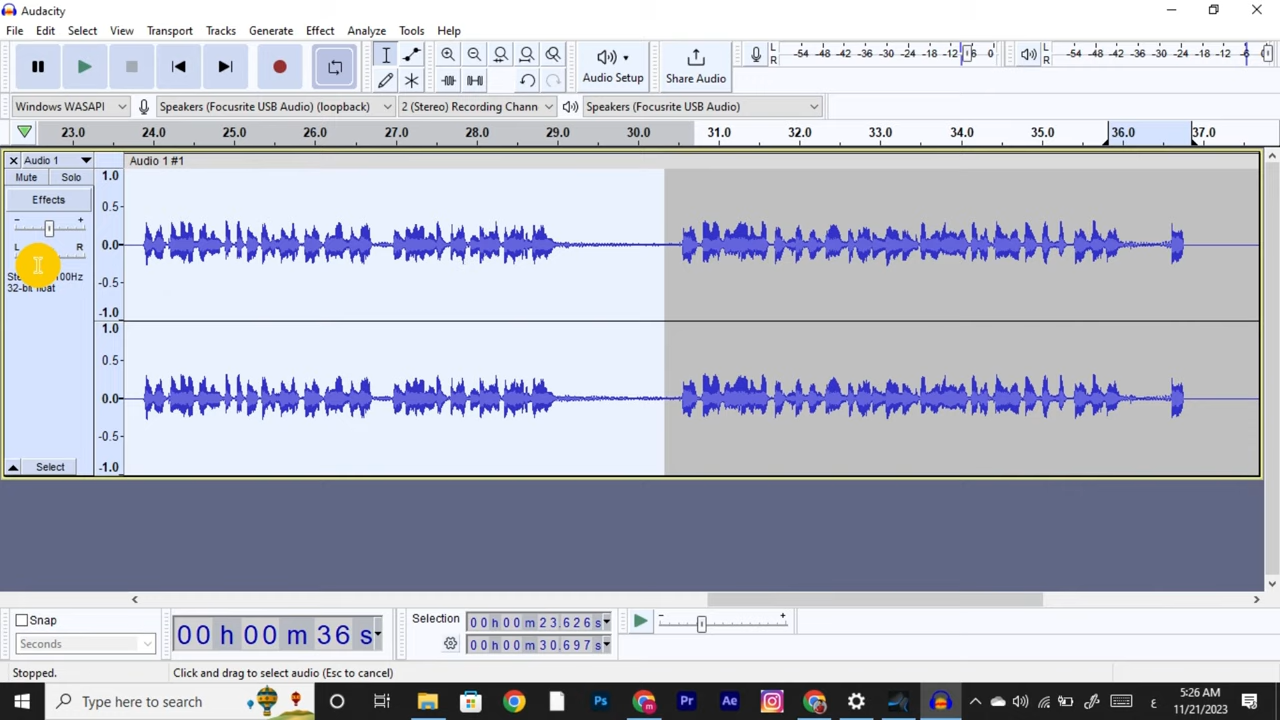 Audacity
File Edit Select View Transport Tracks Generate Effect Analyze Tools Help
Audio Setup
Share Audio
L
R
-54 -48 -42 -36 -30 -24 -18 -12 -6 0
L
R
-54 -48 -42 -36 -30 -24 -18 -12 -6 0
Windows WASAPI
Speakers (Focusrite USB Audio) (loopback)
2 (Stereo) Recording Chann
Speakers (Focusrite USB Audio)
23.0 24.0 25.0 26.0 27.0 28.0 29.0 30.0 31.0 32.0 33.0 34.0 35.0 36.0 37.0
Audio 1
Audio 1 #1
Mute Solo
Effects
- +
L R
32-bit float
1.0
0.5
0.0
-0.5
-1.0
1.0
0.5
0.0
-0.5
-1.0
Select
Snap
Seconds
00 h 00 m 36 s
Selection
00 h 00 m 23.626 s
00 h 00 m 30.697 s
Stopped.
Click and drag to select audio (Esc to cancel)
Type here to search
Ps
Pr
Ae
ع
5:26 AM
11/21/2023